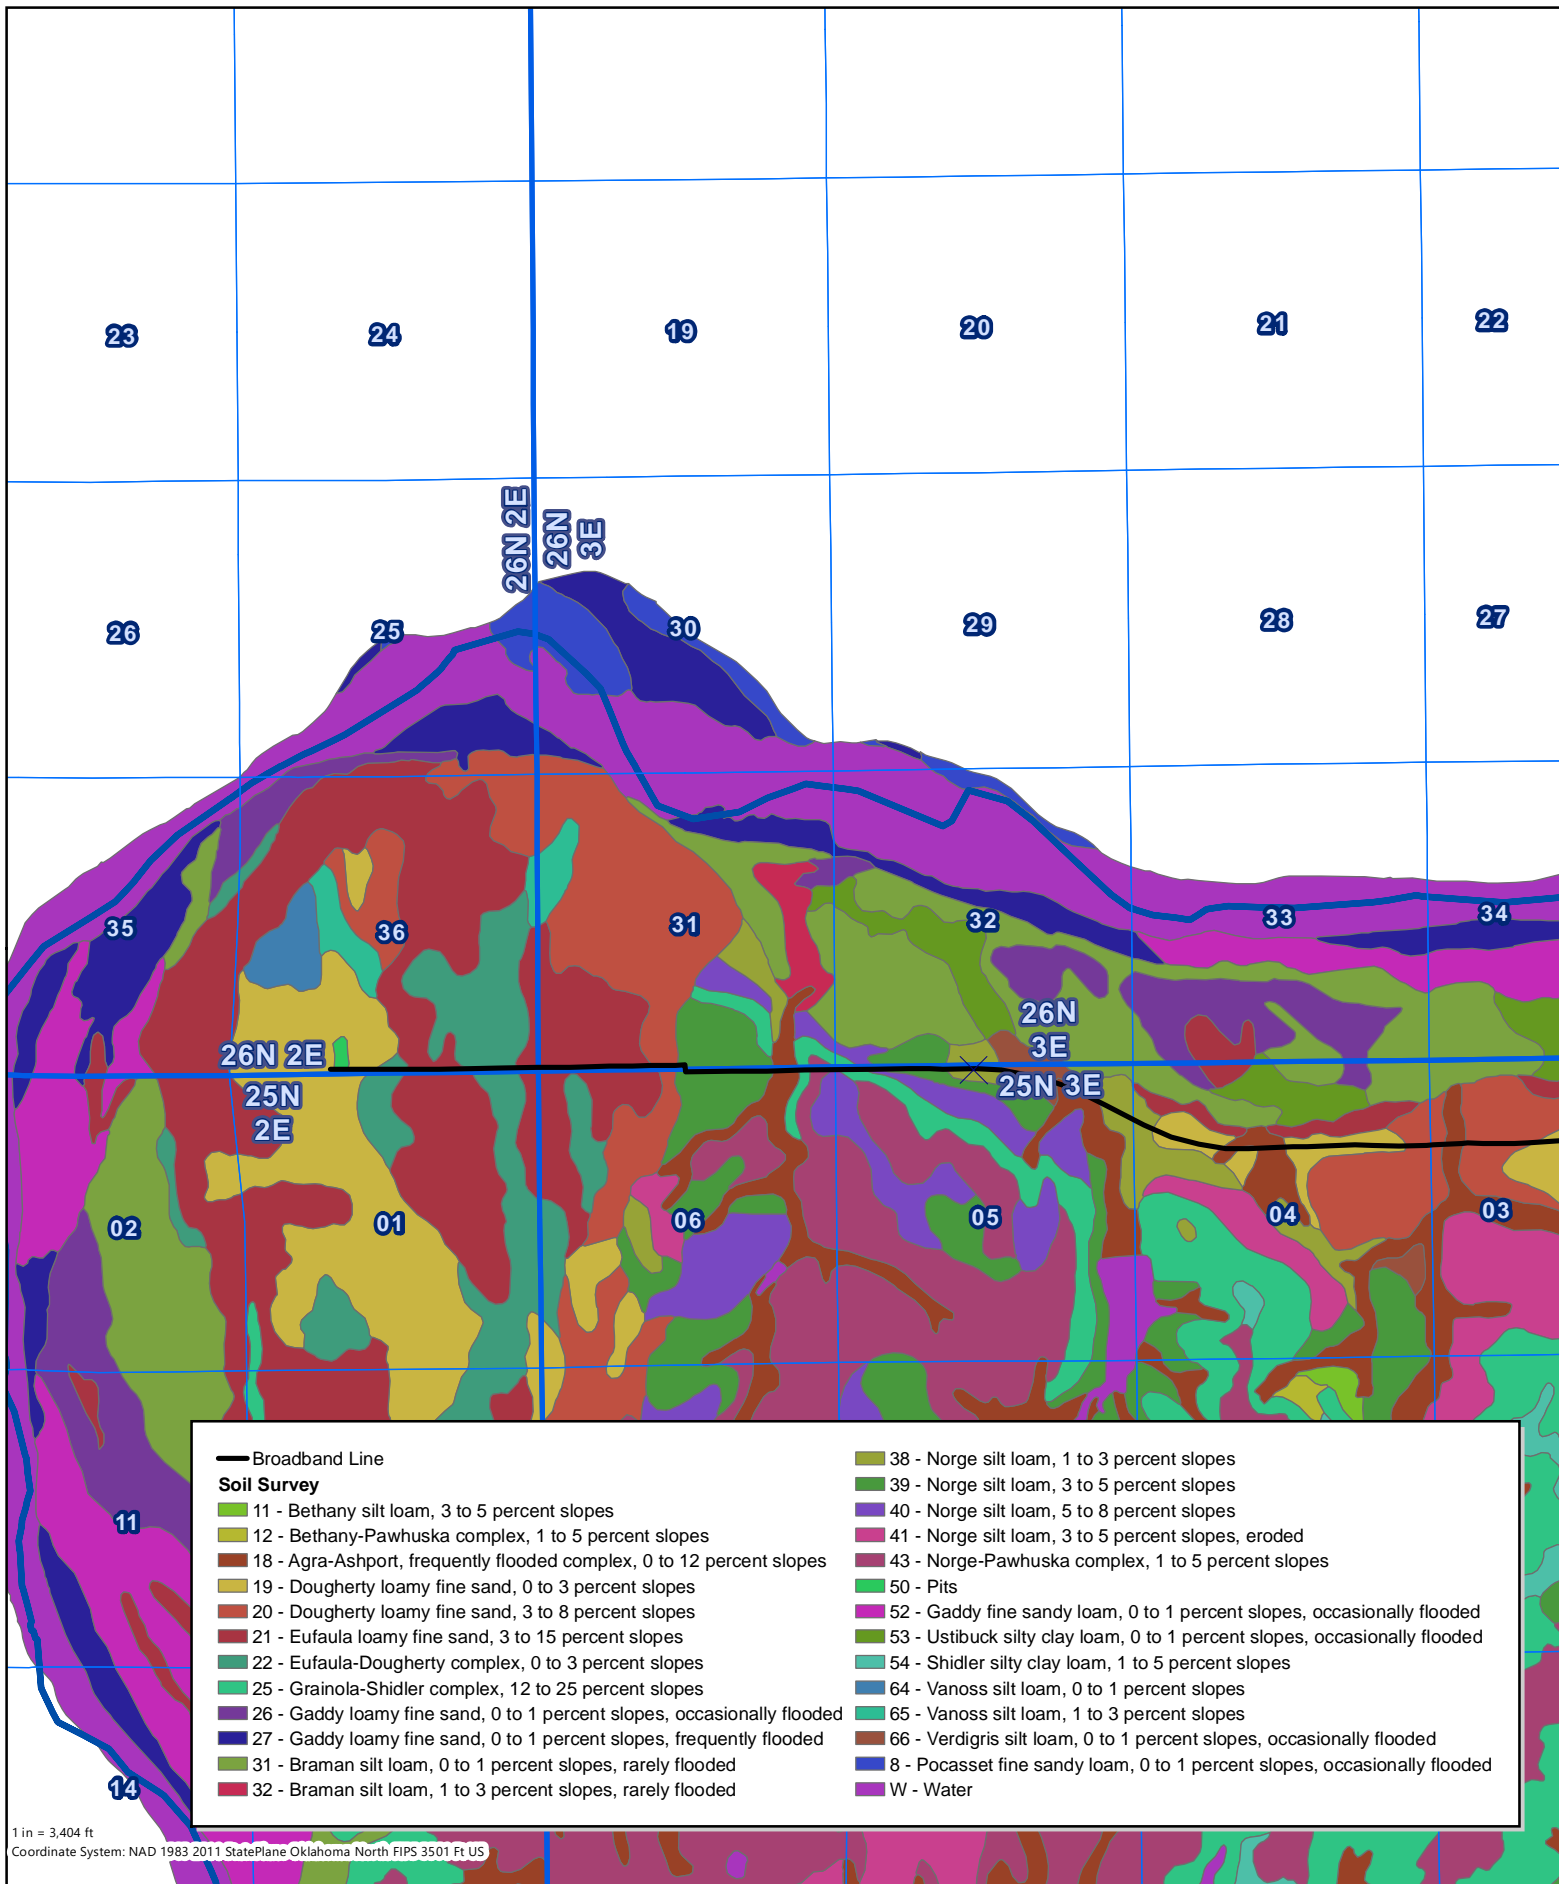 23
24
19
20
21
22
26N 2E
26N
3E
26
25
30
29
28
27
35
36
31
32
33
34
26N 2E
25N
2E
26N
3E
25N 3E
02
01
06
05
04
03
11
14
Broadband Line
Soil Survey
11 - Bethany silt loam, 3 to 5 percent slopes
12 - Bethany-Pawhuska complex, 1 to 5 percent slopes
18 - Agra-Ashport, frequently flooded complex, 0 to 12 percent slopes
19 - Dougherty loamy fine sand, 0 to 3 percent slopes
20 - Dougherty loamy fine sand, 3 to 8 percent slopes
21 - Eufaula loamy fine sand, 3 to 15 percent slopes
22 - Eufaula-Dougherty complex, 0 to 3 percent slopes
25 - Grainola-Shidler complex, 12 to 25 percent slopes
26 - Gaddy loamy fine sand, 0 to 1 percent slopes, occasionally flooded
27 - Gaddy loamy fine sand, 0 to 1 percent slopes, frequently flooded
31 - Braman silt loam, 0 to 1 percent slopes, rarely flooded
32 - Braman silt loam, 1 to 3 percent slopes, rarely flooded
38 - Norge silt loam, 1 to 3 percent slopes
39 - Norge silt loam, 3 to 5 percent slopes
40 - Norge silt loam, 5 to 8 percent slopes
41 - Norge silt loam, 3 to 5 percent slopes, eroded
43 - Norge-Pawhuska complex, 1 to 5 percent slopes
50 - Pits
52 - Gaddy fine sandy loam, 0 to 1 percent slopes, occasionally flooded
53 - Ustibuck silty clay loam, 0 to 1 percent slopes, occasionally flooded
54 - Shidler silty clay loam, 1 to 5 percent slopes
64 - Vanoss silt loam, 0 to 1 percent slopes
65 - Vanoss silt loam, 1 to 3 percent slopes
66 - Verdigris silt loam, 0 to 1 percent slopes, occasionally flooded
8 - Pocasset fine sandy loam, 0 to 1 percent slopes, occasionally flooded
W - Water
1 in = 3,404 ft
Coordinate System: NAD 1983 2011 StatePlane Oklahoma North FIPS 3501 Ft US